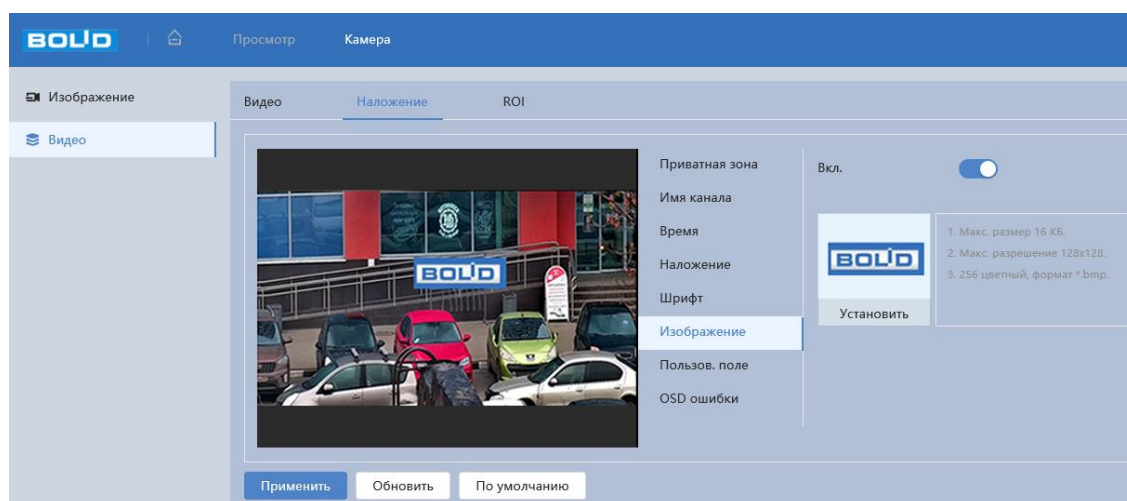 BOLID
Просмотр
Камера
Изображение
Видео
Видео
Наложение
ROI
BOLID
Приватная зона
Имя канала
Время
Наложение
Шрифт
Изображение
Пользов. поле
OSD ошибки
Вкл.
BOLID
Установить
1. Макс. размер 16 КБ.
2. Макс. разрешение 128x128.
3. 256 цветный, формат *.bmp.
Применить
Обновить
По умолчанию